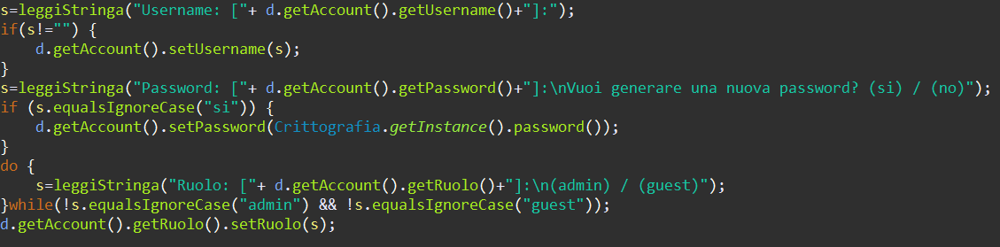 s=leggiStringa("Username: ["+ d.getAccount().getUsername()+"]:");
if(s!="") {
    d.getAccount().setUsername(s);
}
s=leggiStringa("Password: ["+ d.getAccount().getPassword()+"]:\nVuoi generare una nuova password? (si) / (no)");
if (s.equalsIgnoreCase("si")) {
    d.getAccount().setPassword(Crittografia.getInstance().password());
}
do {
    s=leggiStringa("Ruolo: ["+ d.getAccount().getRuolo()+"]:\n(admin) / (guest)");
}while(!s.equalsIgnoreCase("admin") && !s.equalsIgnoreCase("guest"));
d.getAccount().getRuolo().setRuolo(s);